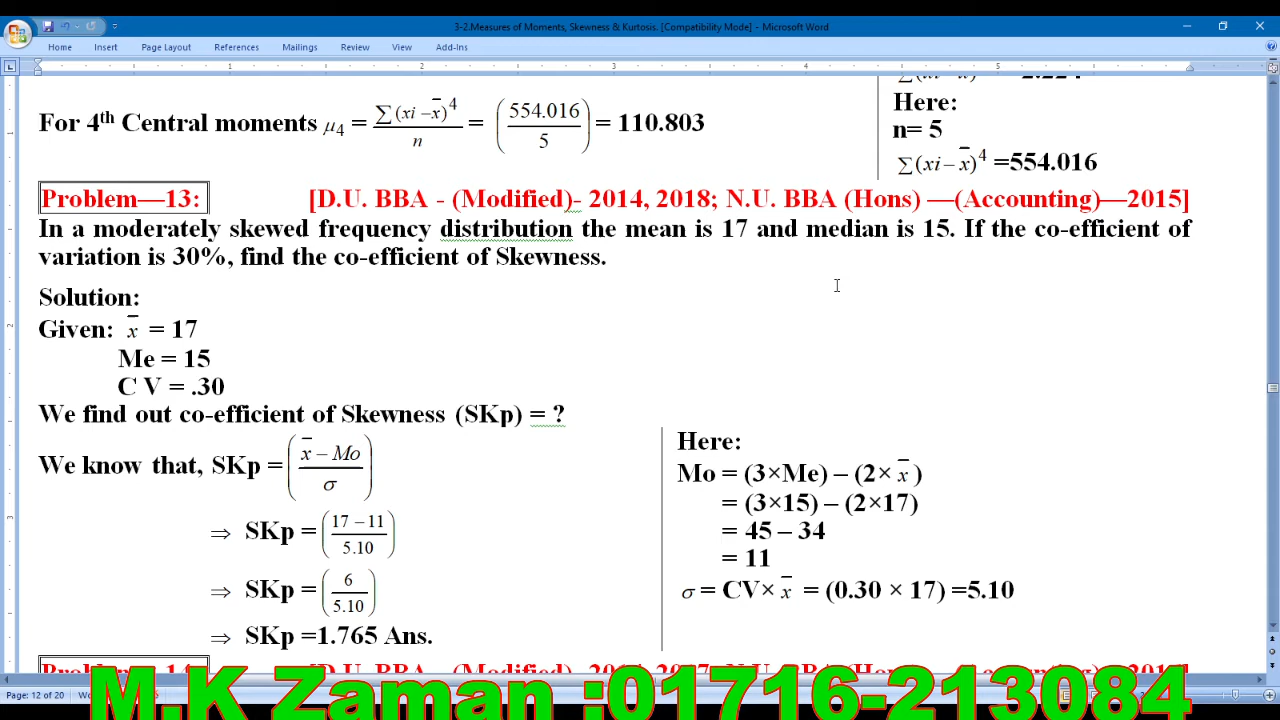 3-2.Measures of Moments, Skewness & Kurtosis. [Compatibility Mode] - Microsoft Word
Home Insert Page Layout References Mailings Review View Add-Ins
1 2 3 4 5
For 4th Central moments μ4 = ∑(xi – x̄)^4 / n = (554.016 / 5) = 110.803
Here:
n= 5
∑(xi – x̄)^4 =554.016
Problem—13: [D.U. BBA - (Modified)- 2014, 2018; N.U. BBA (Hons) —(Accounting)—2015]
In a moderately skewed frequency distribution the mean is 17 and median is 15. If the co-efficient of
variation is 30%, find the co-efficient of Skewness.
Solution:
Given: x̄ = 17
Me = 15
C V = .30
We find out co-efficient of Skewness (SKp) = ?
We know that, SKp = (x̄ – Mo / σ)
⇒ SKp = (17 – 11 / 5.10)
⇒ SKp = (6 / 5.10)
⇒ SKp =1.765 Ans.
Here:
Mo = (3×Me) – (2× x̄ )
= (3×15) – (2×17)
= 45 – 34
= 11
σ = CV× x̄ = (0.30 × 17) =5.10
Page: 12 of 20
M.K Zaman :01716-213084